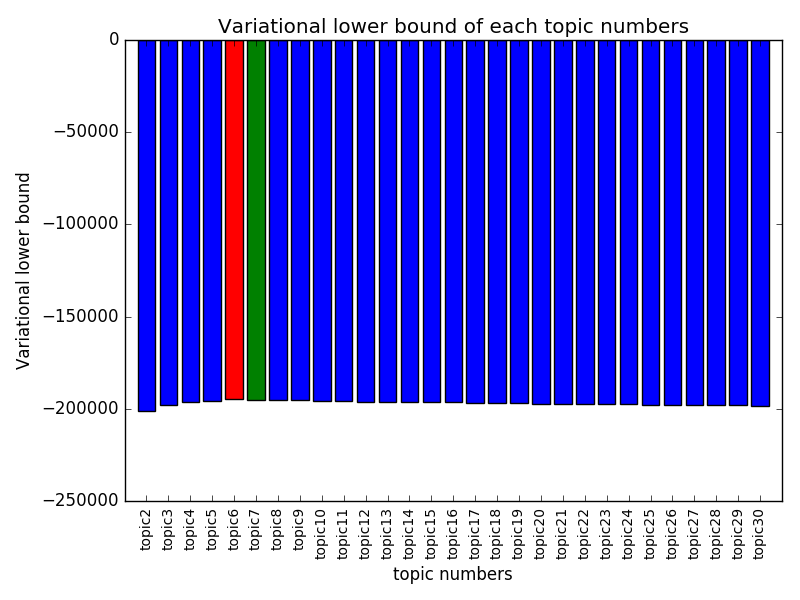 Variational lower bound of each topic numbers
0
−50000
−100000
−150000
−200000
−250000
Variational lower bound
topic2
topic3
topic4
topic5
topic6
topic7
topic8
topic9
topic10
topic11
topic12
topic13
topic14
topic15
topic16
topic17
topic18
topic19
topic20
topic21
topic22
topic23
topic24
topic25
topic26
topic27
topic28
topic29
topic30
topic numbers